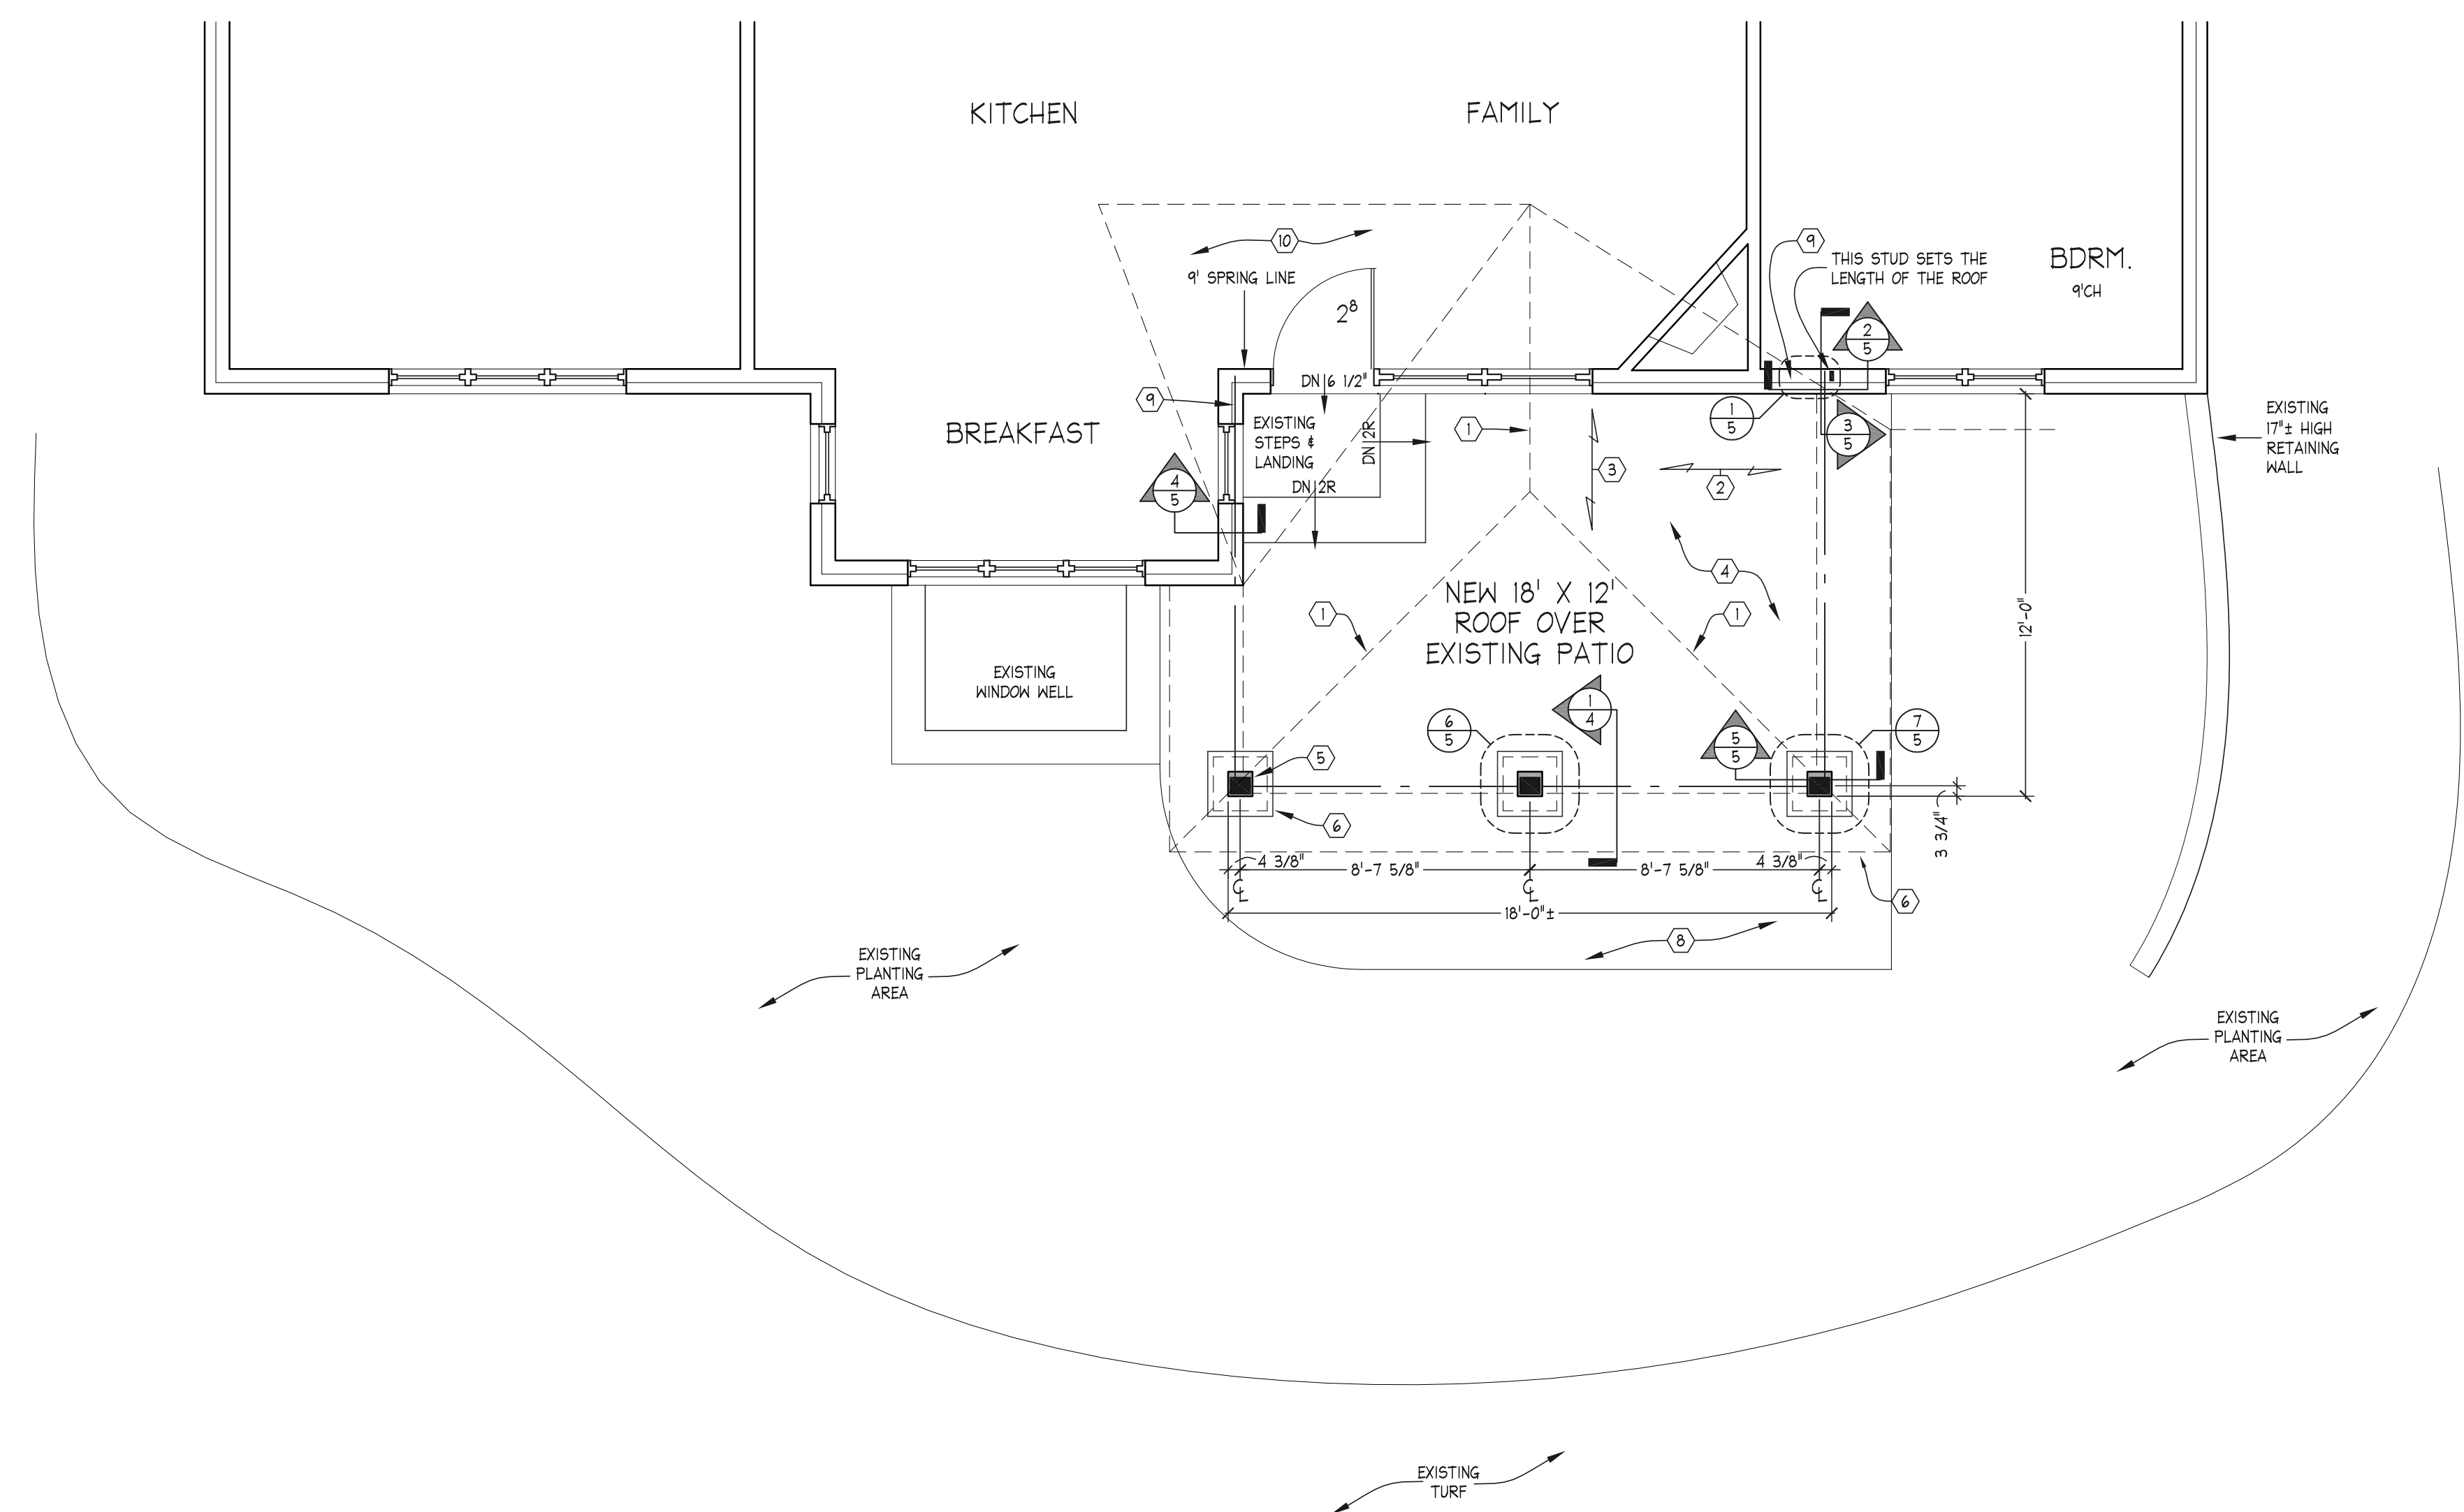 KITCHEN
FAMILY
10
9
THIS STUD SETS THE
LENGTH OF THE ROOF
BDRM.
9'CH
9' SPRING LINE
2⁸
2
5
DN 6 1/2"
9
EXISTING
STEPS &
LANDING
DN 2R
DN 2R
1
1
5
3
5
EXISTING
17"± HIGH
RETAINING
WALL
BREAKFAST
4
5
3
2
4
NEW 18' X 12'
ROOF OVER
EXISTING PATIO
1
1
12'-0"
EXISTING
WINDOW WELL
6
5
1
4
5
5
7
5
5
6
3 3/4"
4 3/8"
8'-7 5/8"
8'-7 5/8"
4 3/8"
CL
CL
CL
6
18'-0"±
8
EXISTING
PLANTING
AREA
EXISTING
PLANTING
AREA
EXISTING
TURF